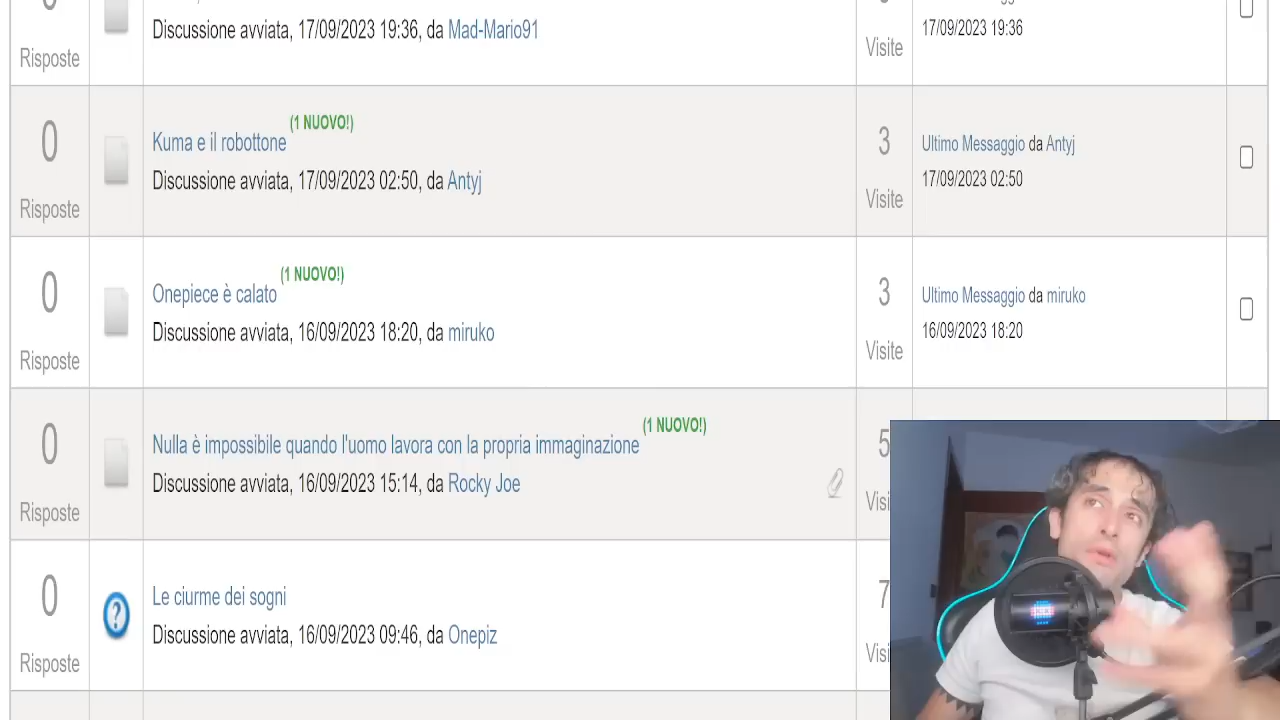 Discussione avviata, 17/09/2023 19:36, da Mad-Mario91
Risposte
Visite
17/09/2023 19:36
0
Risposte
Kuma e il robottone (1 NUOVO!)
Discussione avviata, 17/09/2023 02:50, da Antyj
3
Visite
Ultimo Messaggio da Antyj
17/09/2023 02:50
0
Risposte
Onepiece è calato (1 NUOVO!)
Discussione avviata, 16/09/2023 18:20, da miruko
3
Visite
Ultimo Messaggio da miruko
16/09/2023 18:20
0
Risposte
Nulla è impossibile quando l'uomo lavora con la propria immaginazione (1 NUOVO!)
Discussione avviata, 16/09/2023 15:14, da Rocky Joe
5
0
Risposte
Le ciurme dei sogni
Discussione avviata, 16/09/2023 09:46, da Onepiz
7